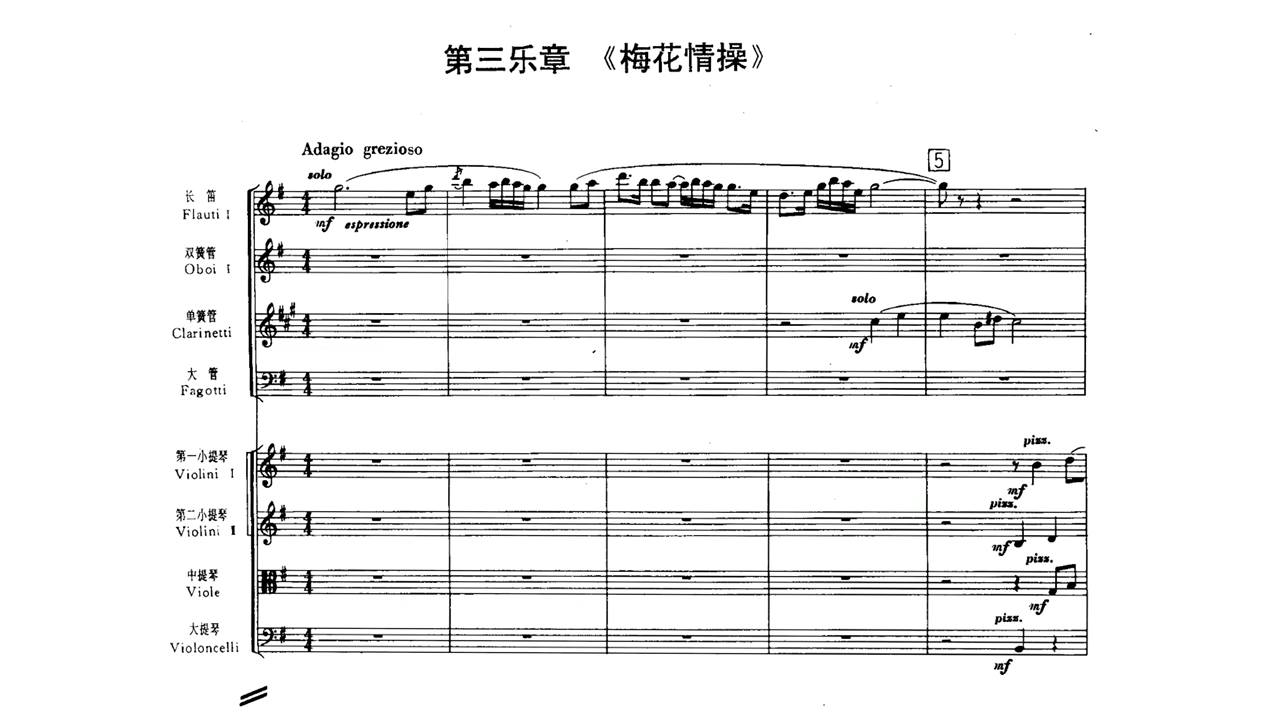 第三乐章 《梅花情操》
Adagio grezioso
5
solo
长 笛
Flauti I
mf espressione
双簧管
Oboi I
solo
单簧管
Clarinetti
mf
大 管
Fagotti
pizz.
第一小提琴
Violini I
mf
pizz.
第二小提琴
Violini II
mf
pizz.
中提琴
Viole
mf
pizz.
大提琴
Violoncelli
mf